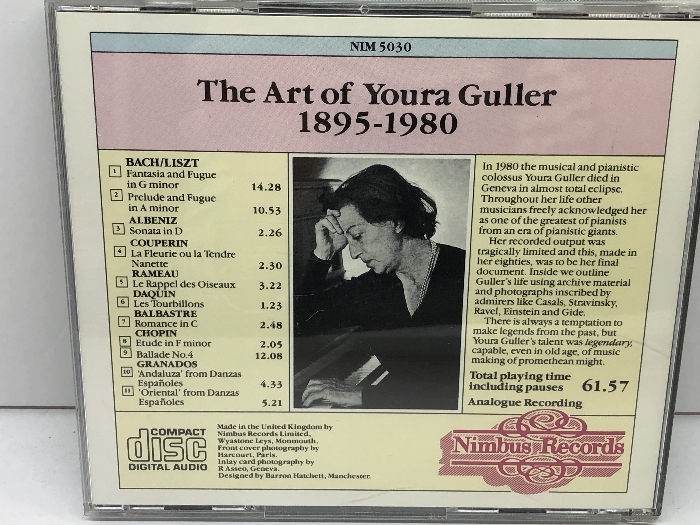 NIM 5030
The Art of Youra Guller
1895-1980
BACH/LISZT
1 Fantasia and Fugue
in G minor 14.28
2 Prelude and Fugue
in A minor 10.53
ALBENIZ
3 Sonata in D 2.26
COUPERIN
4 La Fleurie ou la Tendre
Nanette 2.30
RAMEAU
5 Le Rappel des Oiseaux 3.22
DAQUIN
6 Les Tourbillons 1.23
BALBASTRE
7 Romance in C 2.48
CHOPIN
8 Etude in F minor 2.05
9 Ballade No.4 12.08
GRANADOS
10 'Andaluza' from Danzas
Españoles 4.33
11 'Oriental' from Danzas
Españoles 5.21
In 1980 the musical and pianistic
colossus Youra Guller died in
Geneva in almost total eclipse.
Throughout her life other
musicians freely acknowledged her
as one of the greatest of pianists
from an era of pianistic giants.
Her recorded output was
tragically limited and this, made in
her eighties, was to be her final
document. Inside we outline
Guller's life using archive material
and photographs inscribed by
admirers like Casals, Stravinsky,
Ravel, Einstein and Gide.
There is always a temptation to
make legends from the past, but
Youra Guller's talent was legendary,
capable, even in old age, of music
making of promethean might.
Total playing time
including pauses 61.57
Analogue Recording
COMPACT
disc
DIGITAL AUDIO
Made in the United Kingdom by
Nimbus Records Limited,
Wyastone Leys, Monmouth.
Front cover photography by
Harcourt, Paris.
Inlay card photography by
R Asseo, Geneva.
Designed by Barron Hatchett, Manchester.
Nimbus Records